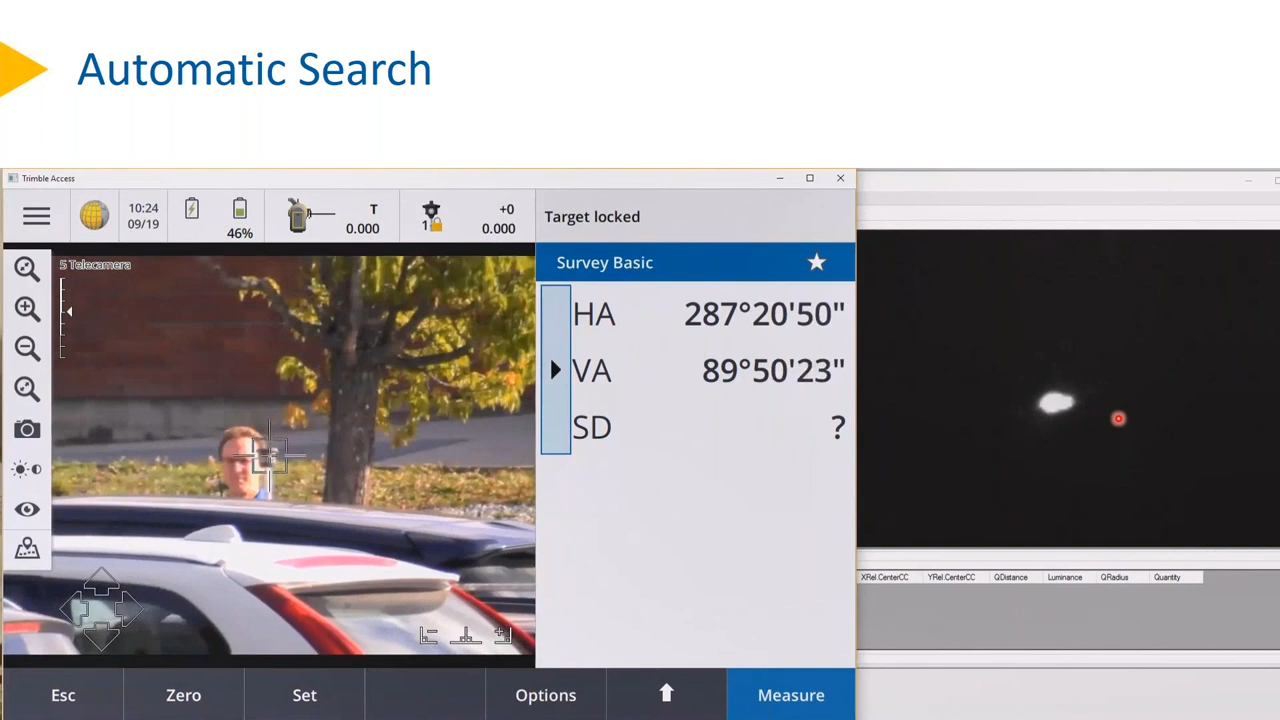 Automatic Search
Trimble Access
10:24
09/19
46%
T
0.000
1
+0
0.000
Target locked
5 Telecamera
Survey Basic
HA 287°20'50"
VA 89°50'23"
SD ?
XRel.CenterCC YRel.CenterCC QDistance Luminance QRadius Quantity
Esc Zero Set Options Measure